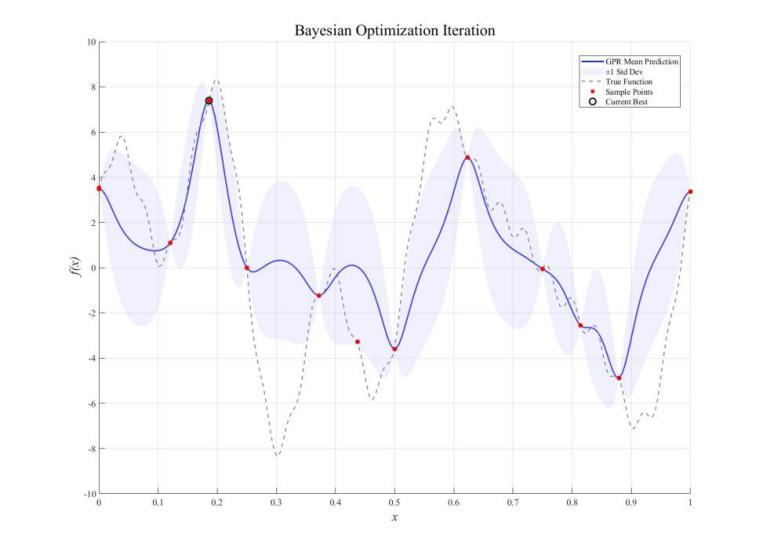 Bayesian Optimization Iteration
10
8
6
4
2
0
-2
-4
-6
-8
-10
f(x)
GPR Mean Prediction
±1 Std Dev
True Function
Sample Points
Current Best
0 0.1 0.2 0.3 0.4 0.5 0.6 0.7 0.8 0.9 1
x